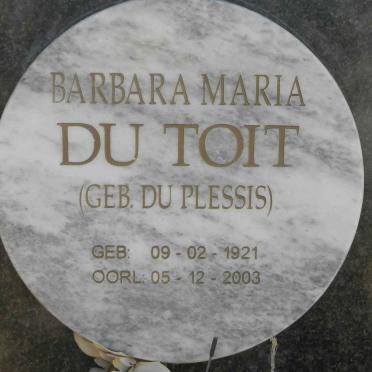 BARBARA MARIA
DU TOIT
(GEB. DU PLESSIS)
GEB: 09 - 02 - 1921
OORL: 05 - 12 - 2003